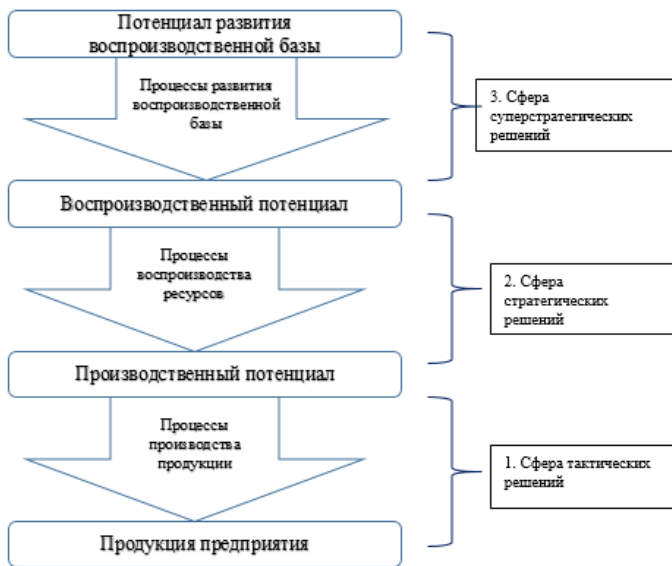 Потенциал развития
воспроизводственной базы
Процессы развития
воспроизводственной
базы
3. Сфера
суперстратегических
решений
Воспроизводственный потенциал
Процессы
воспроизводства
ресурсов
2. Сфера
стратегических
решений
Производственный потенциал
Процессы
производства
продукции
1. Сфера тактических
решений
Продукция предприятия